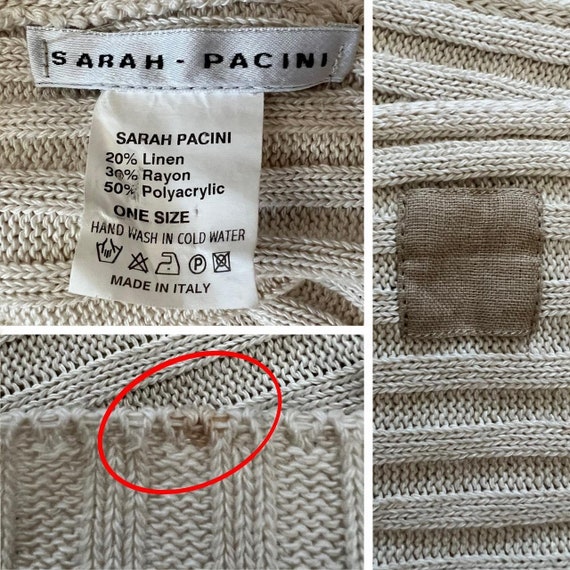 SARAH - PACINI
SARAH PACINI
20% Linen
30% Rayon
50% Polyacrylic
ONE SIZE
HAND WASH IN COLD WATER
MADE IN ITALY